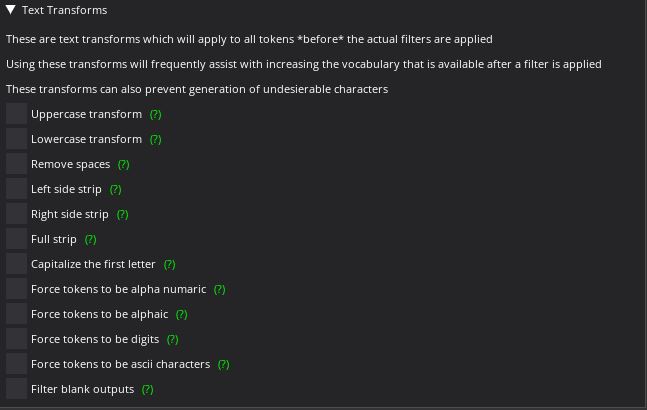 Text Transforms
These are text transforms which will apply to all tokens *before* the actual filters are applied
Using these transforms will frequently assist with increasing the vocabulary that is available after a filter is applied
These transforms can also prevent generation of undesierable characters
Uppercase transform (?)
Lowercase transform (?)
Remove spaces (?)
Left side strip (?)
Right side strip (?)
Full strip (?)
Capitalize the first letter (?)
Force tokens to be alpha numaric (?)
Force tokens to be alphaic (?)
Force tokens to be digits (?)
Force tokens to be ascii characters (?)
Filter blank outputs (?)